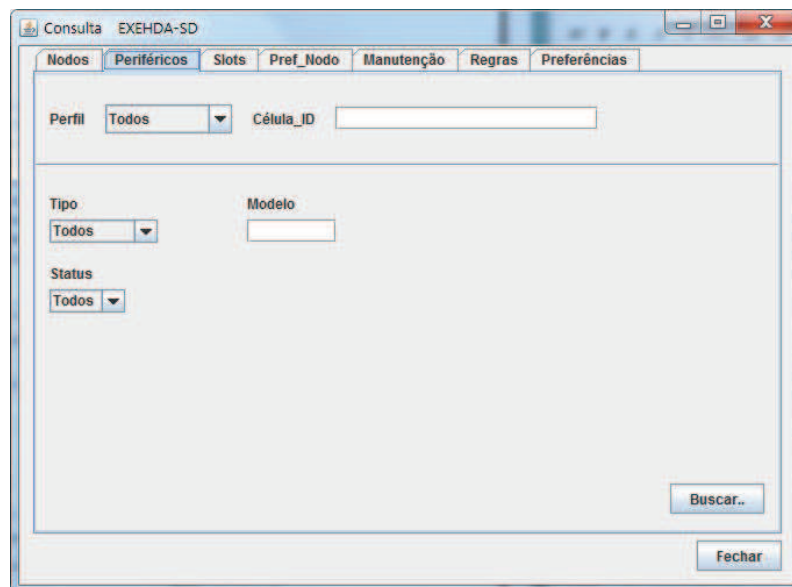 Consulta EXEHDA-SD
Nodos Periféricos Slots Pref_Nodo Manutenção Regras Preferências
Perfil Todos Célula_ID
Tipo Modelo
Todos
Status
Todos
Buscar..
Fechar